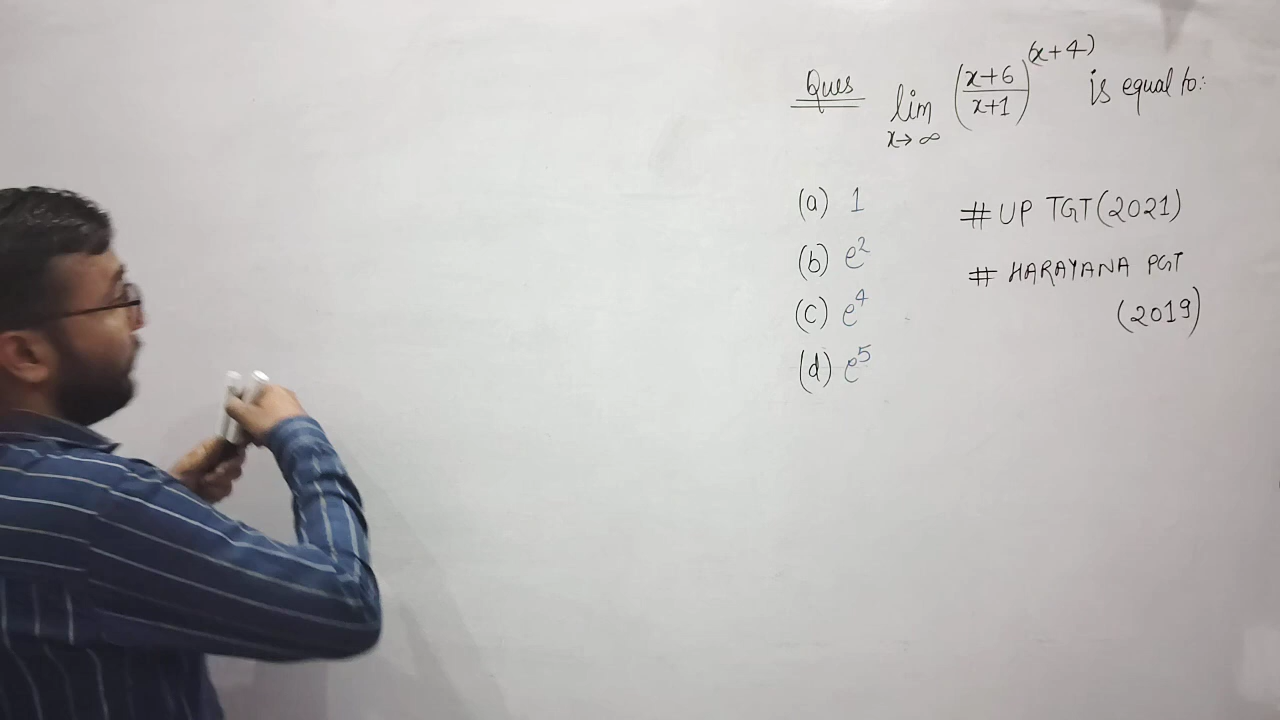 Ques lim x→∞ ((x+6)/(x+1))^(x+4) is equal to:
(a) 1
(b) e²
(c) e⁴
(d) e⁵
# UP TGT (2021)
# HARAYANA PGT
(2019)